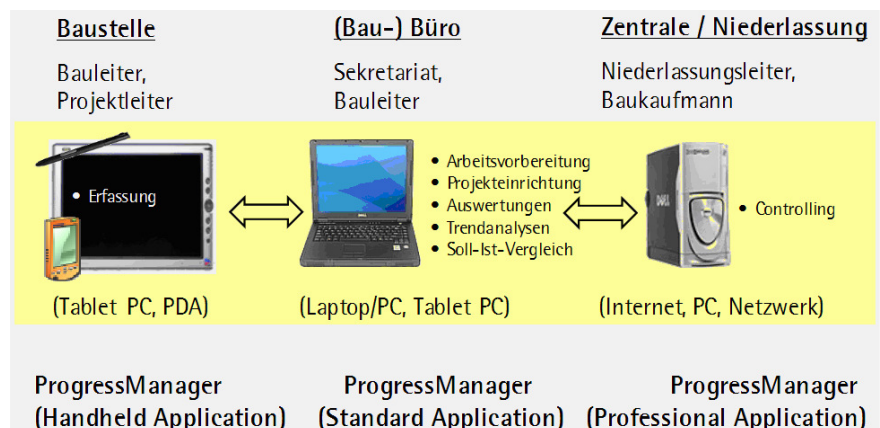 Baustelle
Bauleiter,
Projektleiter
(Bau-) Büro
Sekretariat,
Bauleiter
Zentrale / Niederlassung
Niederlassungsleiter,
Baukaufmann
• Erfassung
(Tablet PC, PDA)
• Arbeitsvorbereitung
• Projekteinrichtung
• Auswertungen
• Trendanalysen
• Soll-Ist-Vergleich
(Laptop/PC, Tablet PC)
DELL
• Controlling
(Internet, PC, Netzwerk)
ProgressManager
(Handheld Application)
ProgressManager
(Standard Application)
ProgressManager
(Professional Application)